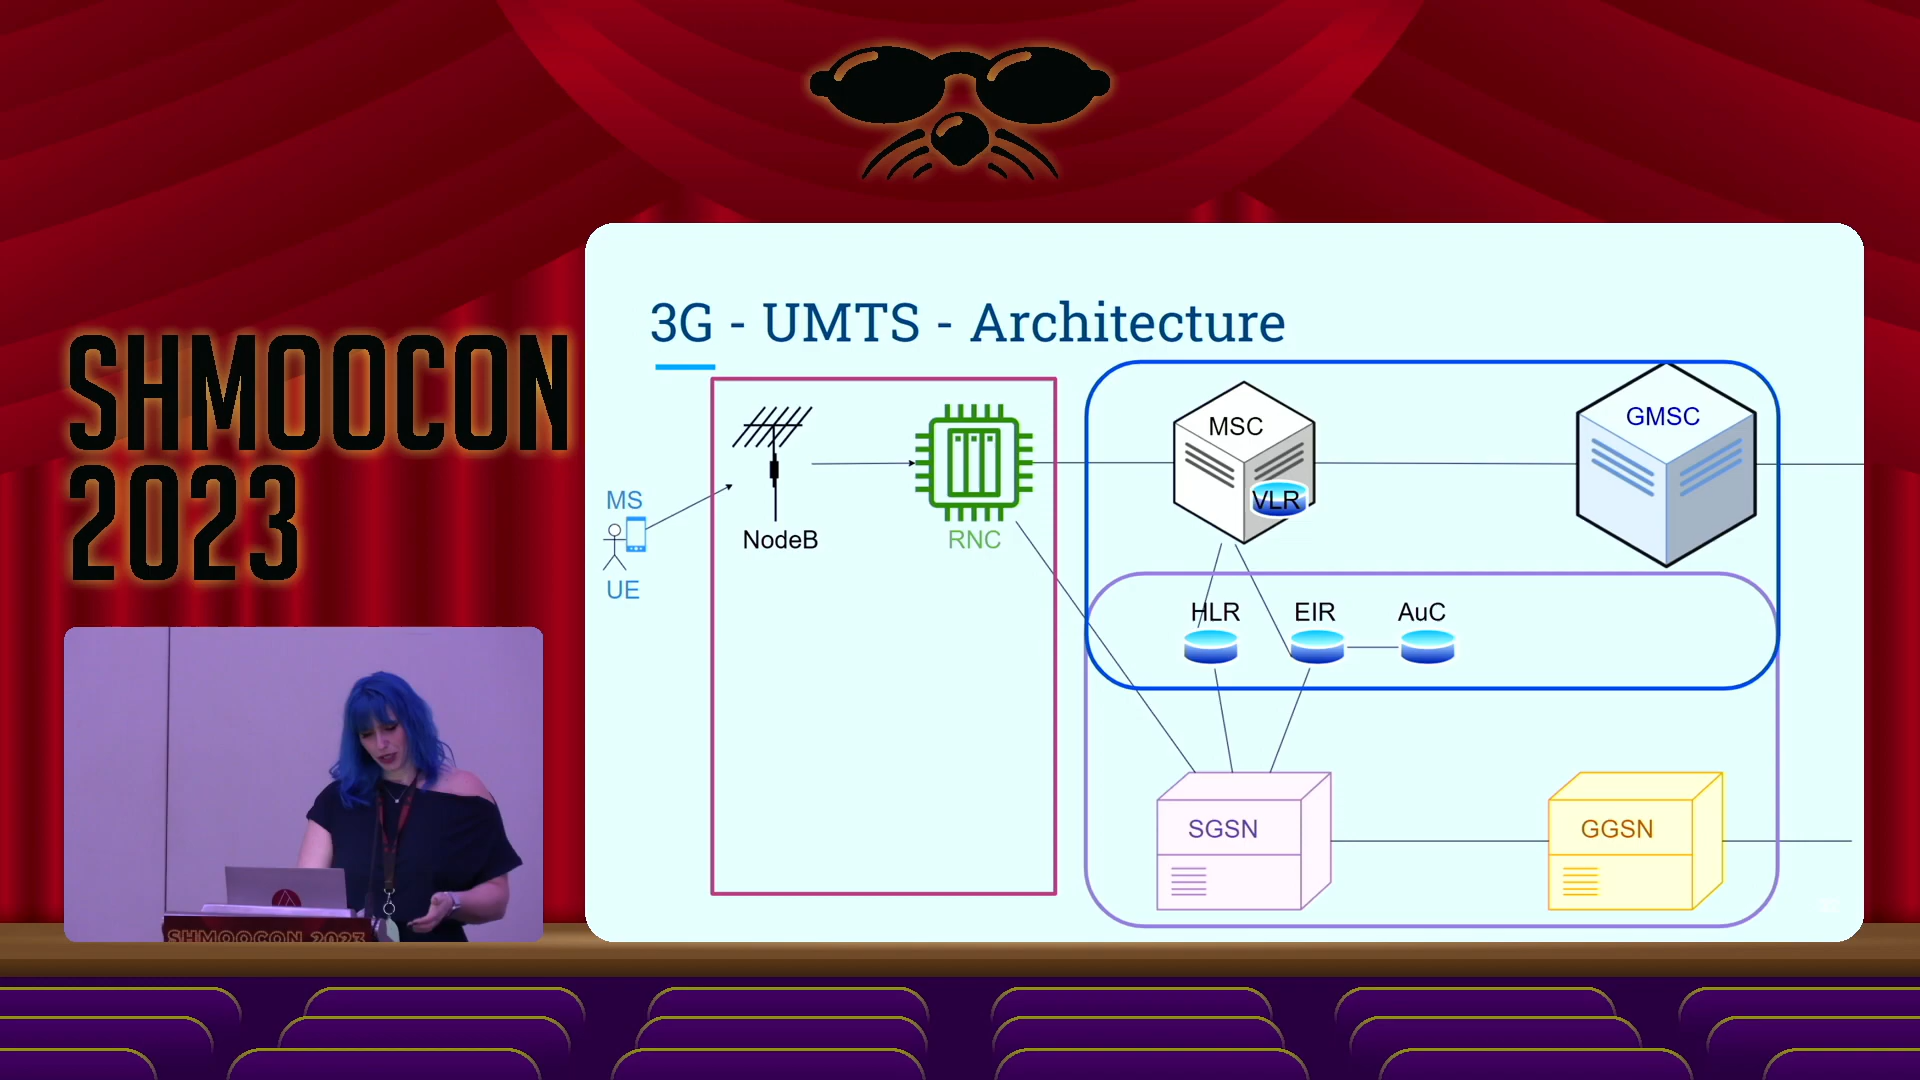 SHMOOCON
2023
3G - UMTS - Architecture
MS
UE
NodeB
RNC
MSC
VLR
GMSC
HLR
EIR
AuC
SGSN
GGSN
SHMOOCON 2023